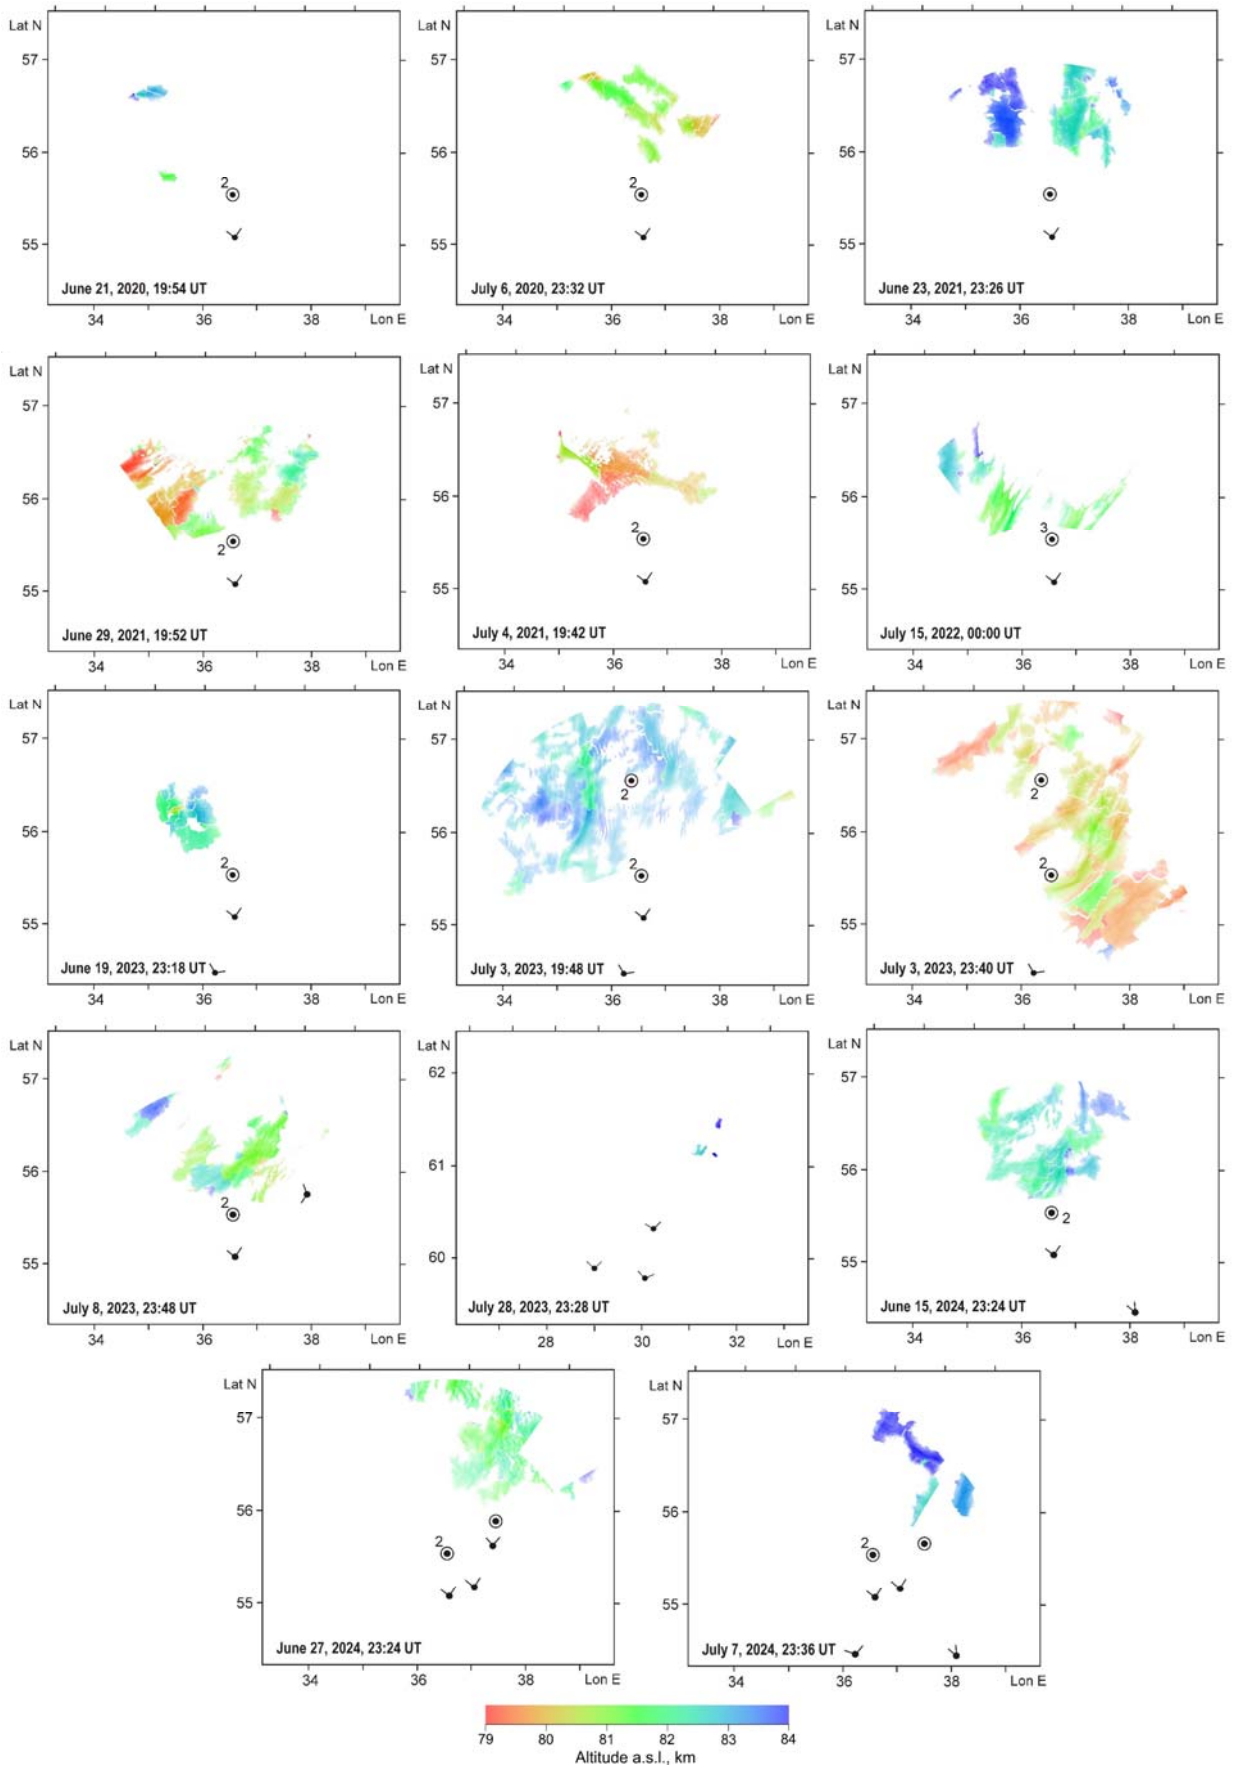 Lat N
57
56
55
2
June 21, 2020, 19:54 UT
34 36 38 Lon E
Lat N
57
56
55
2
July 6, 2020, 23:32 UT
34 36 38 Lon E
Lat N
57
56
55
June 23, 2021, 23:26 UT
34 36 38 Lon E
Lat N
57
56
55
2
June 29, 2021, 19:52 UT
34 36 38 Lon E
Lat N
57
56
55
2
July 4, 2021, 19:42 UT
34 36 38 Lon E
Lat N
57
56
55
3
July 15, 2022, 00:00 UT
34 36 38 Lon E
Lat N
57
56
55
2
June 19, 2023, 23:18 UT
34 36 38 Lon E
Lat N
57
56
55
2
2
July 3, 2023, 19:48 UT
34 36 38 Lon E
Lat N
57
56
55
2
2
July 3, 2023, 23:40 UT
34 36 38 Lon E
Lat N
57
56
55
2
July 8, 2023, 23:48 UT
34 36 38 Lon E
Lat N
62
61
60
July 28, 2023, 23:28 UT
28 30 32 Lon E
Lat N
57
56
55
2
June 15, 2024, 23:24 UT
34 36 38 Lon E
Lat N
57
56
55
2
June 27, 2024, 23:24 UT
34 36 38 Lon E
Lat N
57
56
55
2
July 7, 2024, 23:36 UT
34 36 38 Lon E
79 80 81 82 83 84
Altitude a.s.l., km